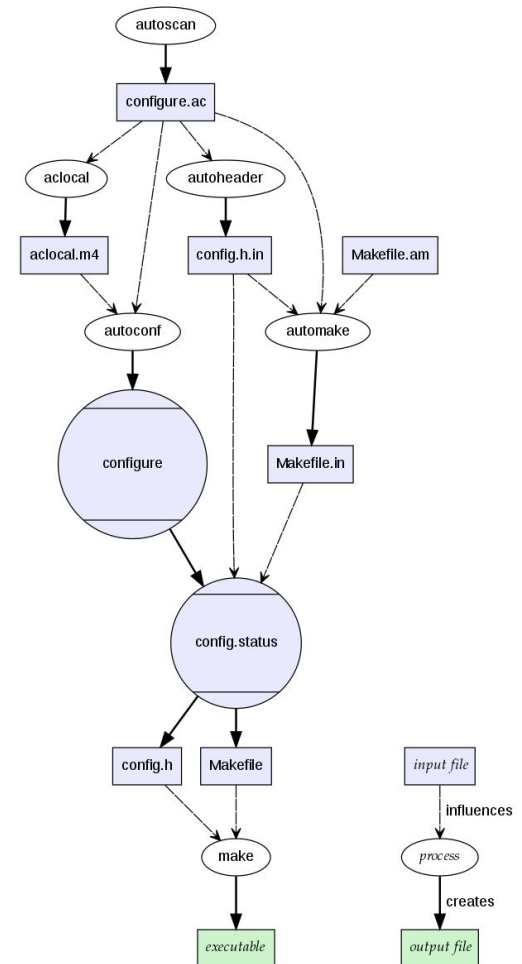 autoscan
configure.ac
aclocal
autoheader
aclocal.m4
config.h.in
Makefile.am
autoconf
automake
configure
Makefile.in
config.status
config.h
Makefile
input file
influences
make
process
creates
executable
output file